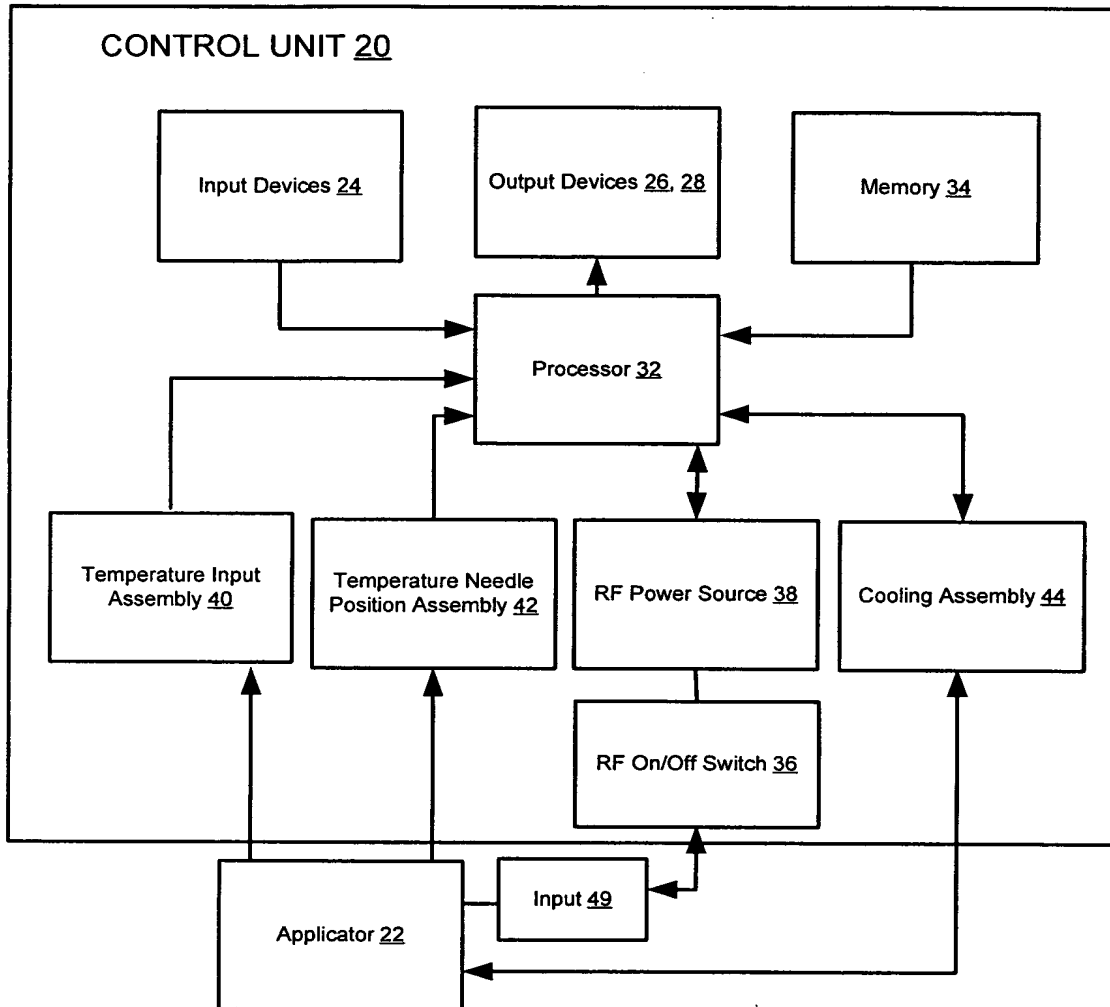 CONTROL UNIT 20
Input Devices 24
Output Devices 26, 28
Memory 34
Processor 32
Temperature Input
Assembly 40
Temperature Needle
Position Assembly 42
RF Power Source 38
Cooling Assembly 44
RF On/Off Switch 36
Input 49
Applicator 22